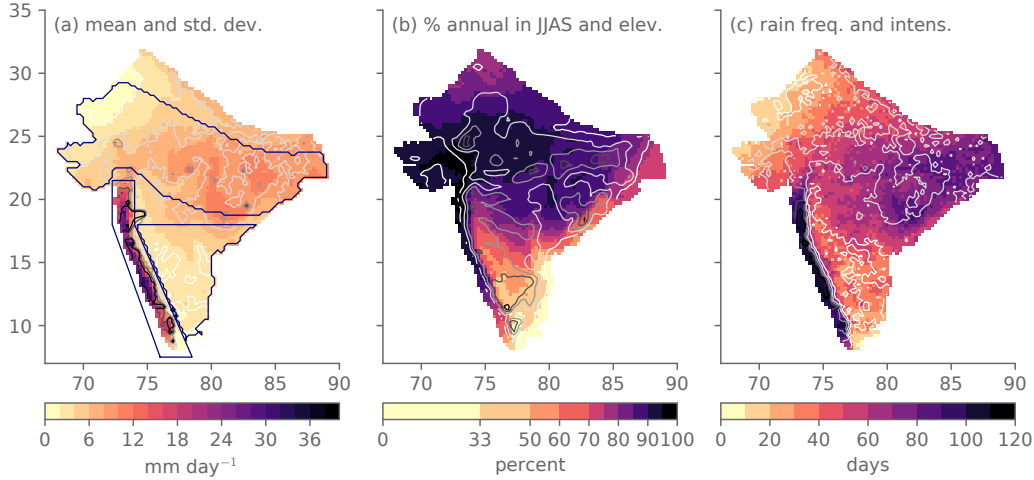 (a) mean and std. dev.
(b) % annual in JJAS and elev.
(c) rain freq. and intens.
35
30
25
20
15
10
70 75 80 85 90
70 75 80 85 90
70 75 80 85 90
0 6 12 18 24 30 36
0 33 50 60 70 80 90 100
0 20 40 60 80 100 120
mm day⁻¹
percent
days